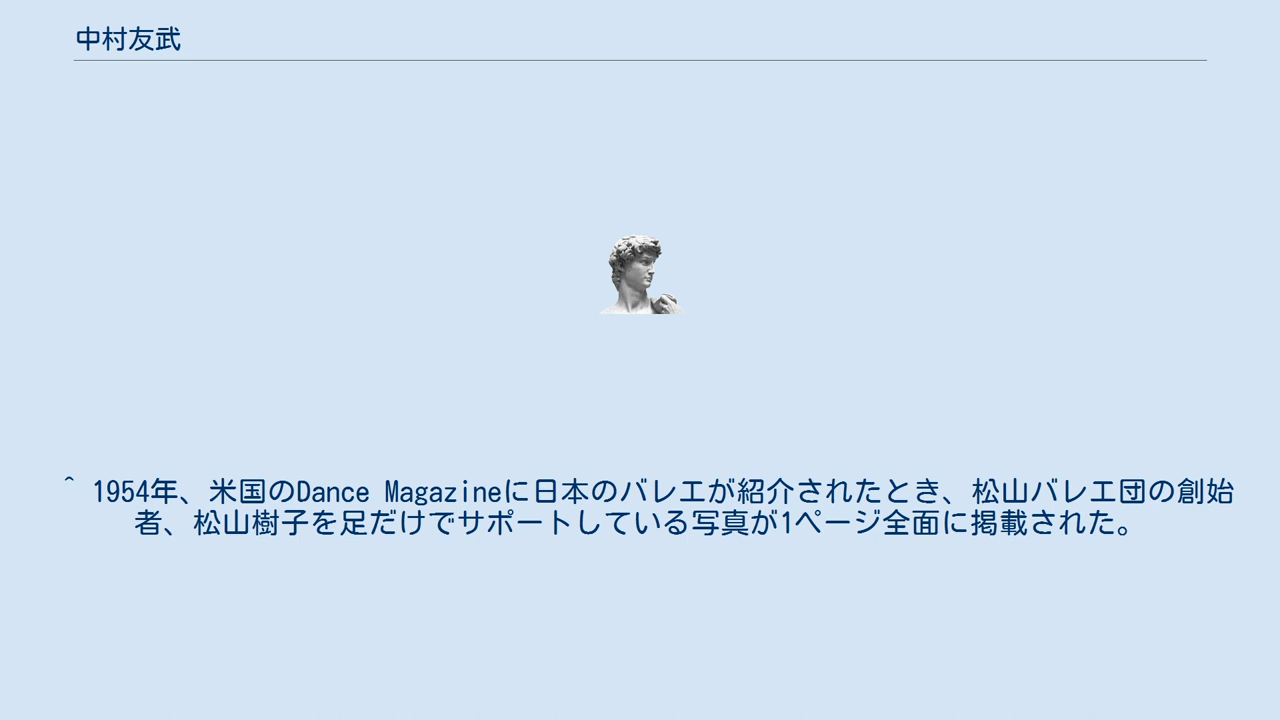 中村友武
^ 1954年、米国のDance Magazineに日本のバレエが紹介されたとき、松山バレエ団の創始
者、松山樹子を足だけでサポートしている写真が1ページ全面に掲載された。